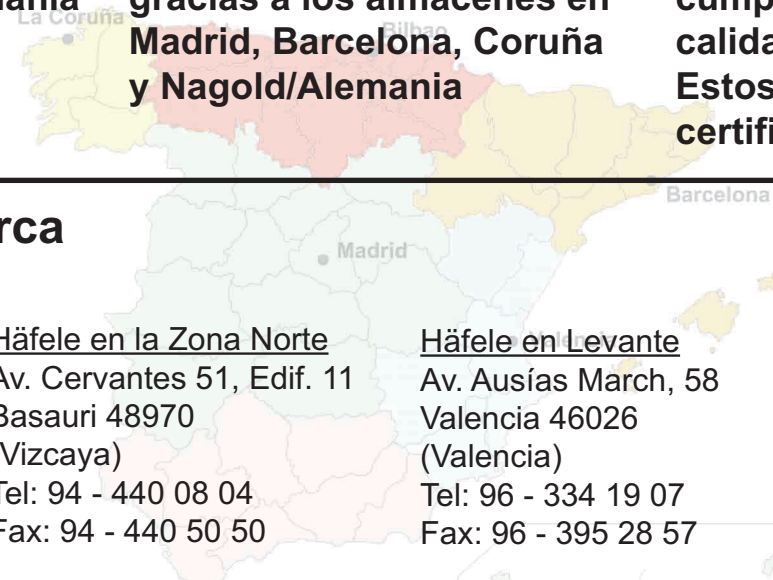 gracias a los almacenes en
Madrid, Barcelona, Coruña
y Nagold/Alemania
Estos
La Coruña
Bilbao
Barcelona
Madrid
Valencia
Häfele en la Zona Norte
Av. Cervantes 51, Edif. 11
Basauri 48970
(Vizcaya)
Tel: 94 - 440 08 04
Fax: 94 - 440 50 50
Häfele en Levante
Av. Ausías March, 58
Valencia 46026
(Valencia)
Tel: 96 - 334 19 07
Fax: 96 - 395 28 57